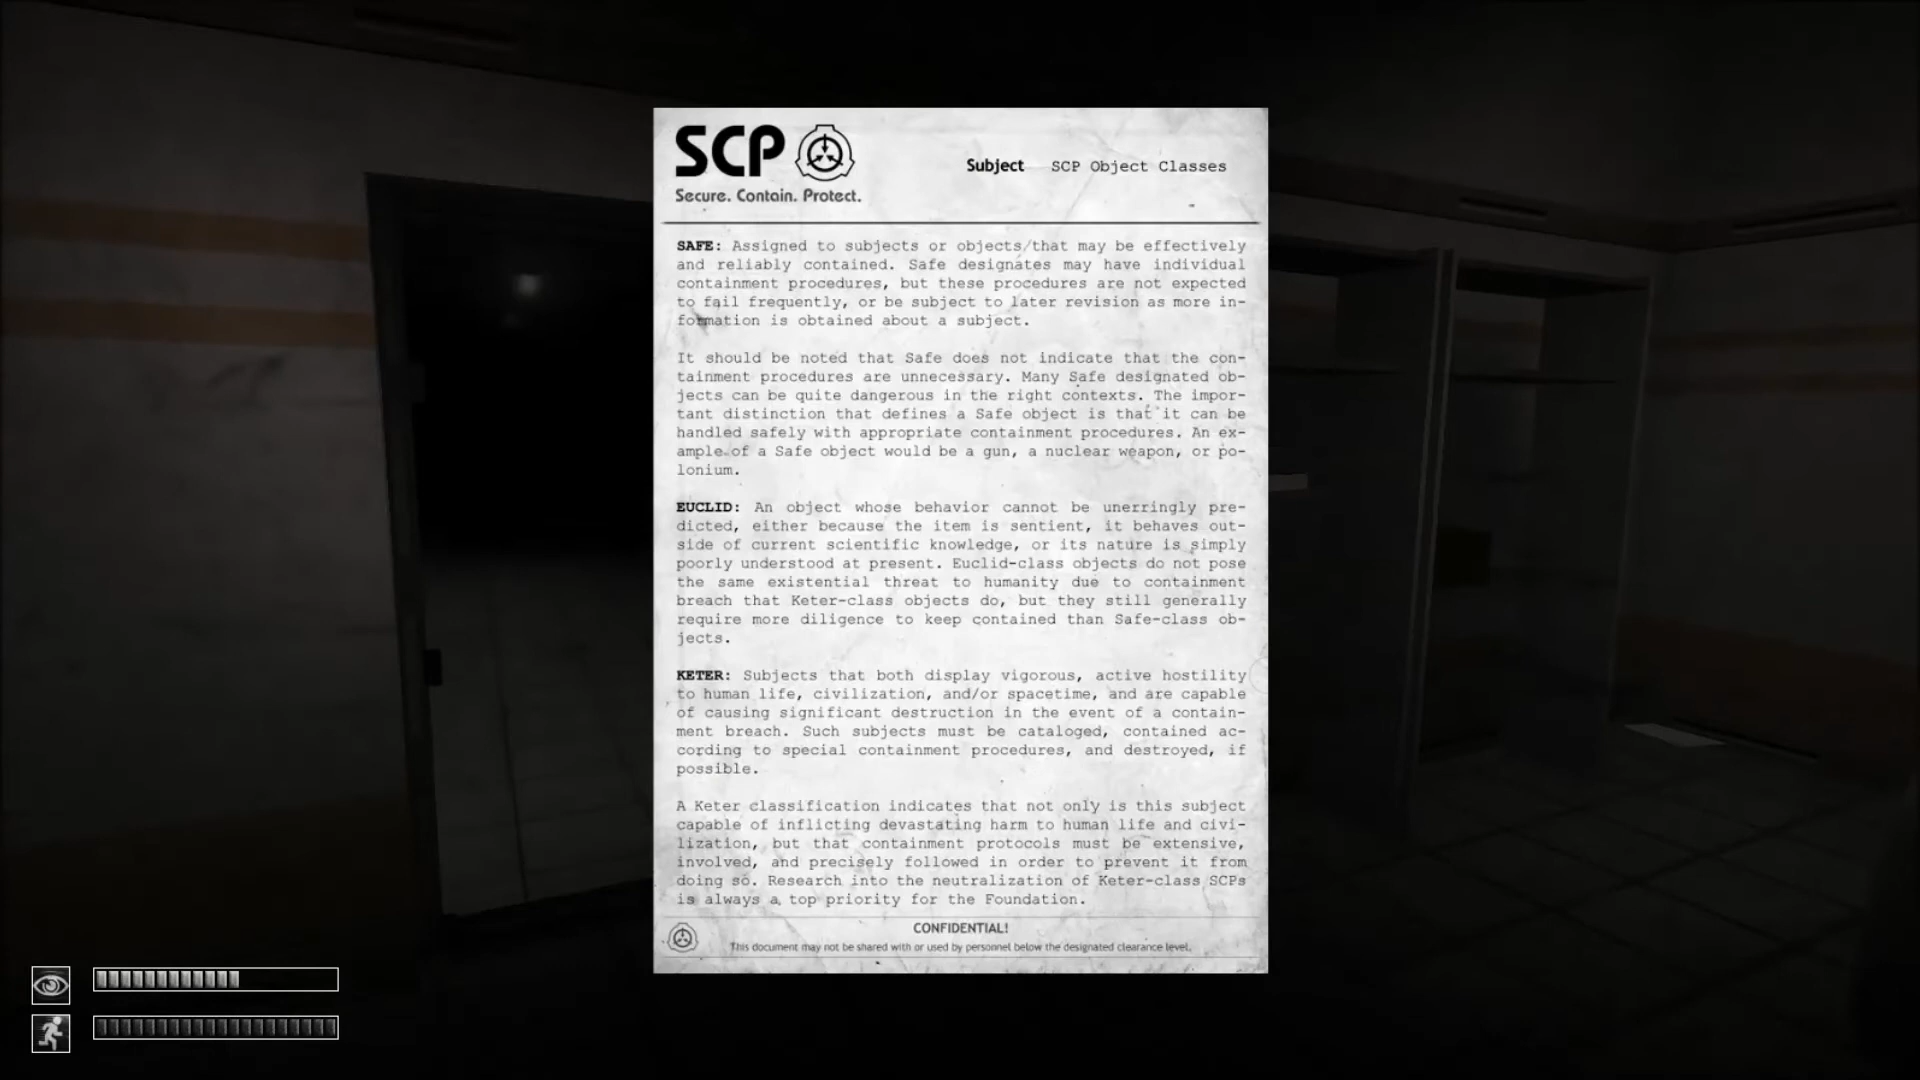 SCP
Subject SCP Object Classes
Secure. Contain. Protect.
SAFE: Assigned to subjects or objects that may be effectively
and reliably contained. Safe designates may have individual
containment procedures, but these procedures are not expected
to fail frequently, or be subject to later revision as more in-
formation is obtained about a subject.
It should be noted that Safe does not indicate that the con-
tainment procedures are unnecessary. Many Safe designated ob-
jects can be quite dangerous in the right contexts. The impor-
tant distinction that defines a Safe object is that it can be
handled safely with appropriate containment procedures. An ex-
ample of a Safe object would be a gun, a nuclear weapon, or po-
lonium.
EUCLID: An object whose behavior cannot be unerringly pre-
dicted, either because the item is sentient, it behaves out-
side of current scientific knowledge, or its nature is simply
poorly understood at present. Euclid-class objects do not pose
the same existential threat to humanity due to containment
breach that Keter-class objects do, but they still generally
require more diligence to keep contained than Safe-class ob-
jects.
KETER: Subjects that both display vigorous, active hostility
to human life, civilization, and/or spacetime, and are capable
of causing significant destruction in the event of a contain-
ment breach. Such subjects must be cataloged, contained ac-
cording to special containment procedures, and destroyed, if
possible.
A Keter classification indicates that not only is this subject
capable of inflicting devastating harm to human life and civi-
lization, but that containment protocols must be extensive,
involved, and precisely followed in order to prevent it from
doing so. Research into the neutralization of Keter-class SCPs
is always a top priority for the Foundation.
CONFIDENTIAL!
This document may not be shared with or used by personnel below the designated clearance level.